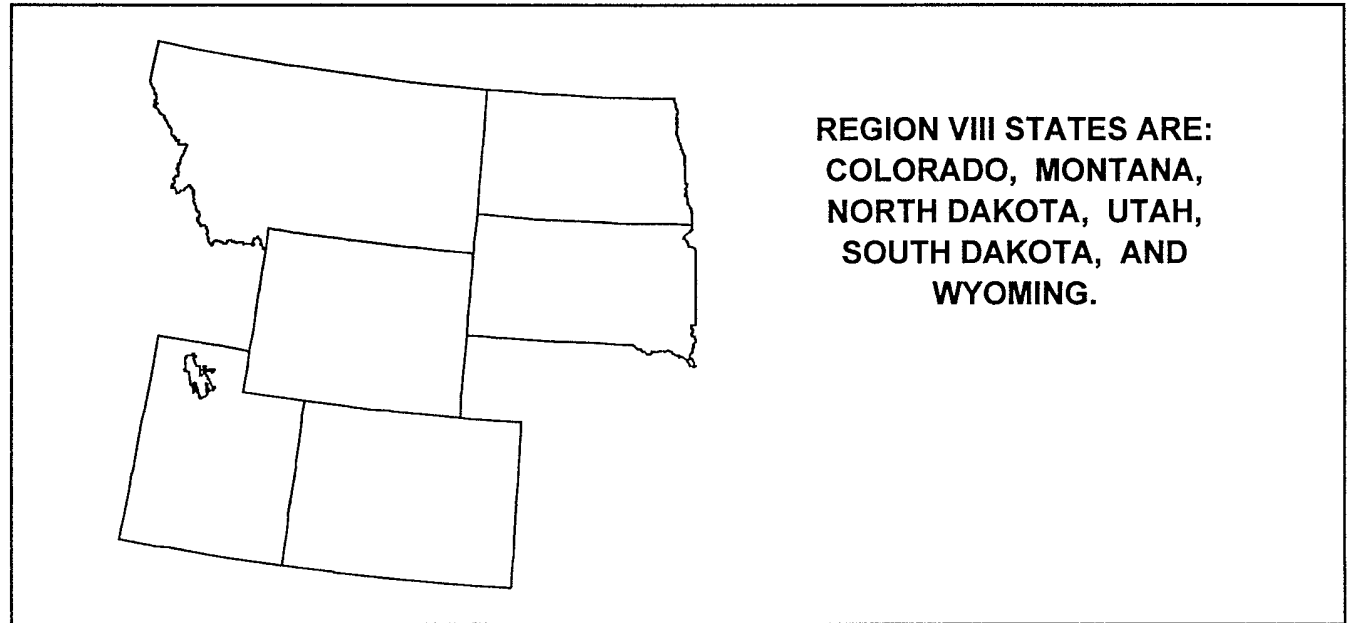 REGION VIII STATES ARE:
COLORADO, MONTANA,
NORTH DAKOTA, UTAH,
SOUTH DAKOTA, AND
WYOMING.